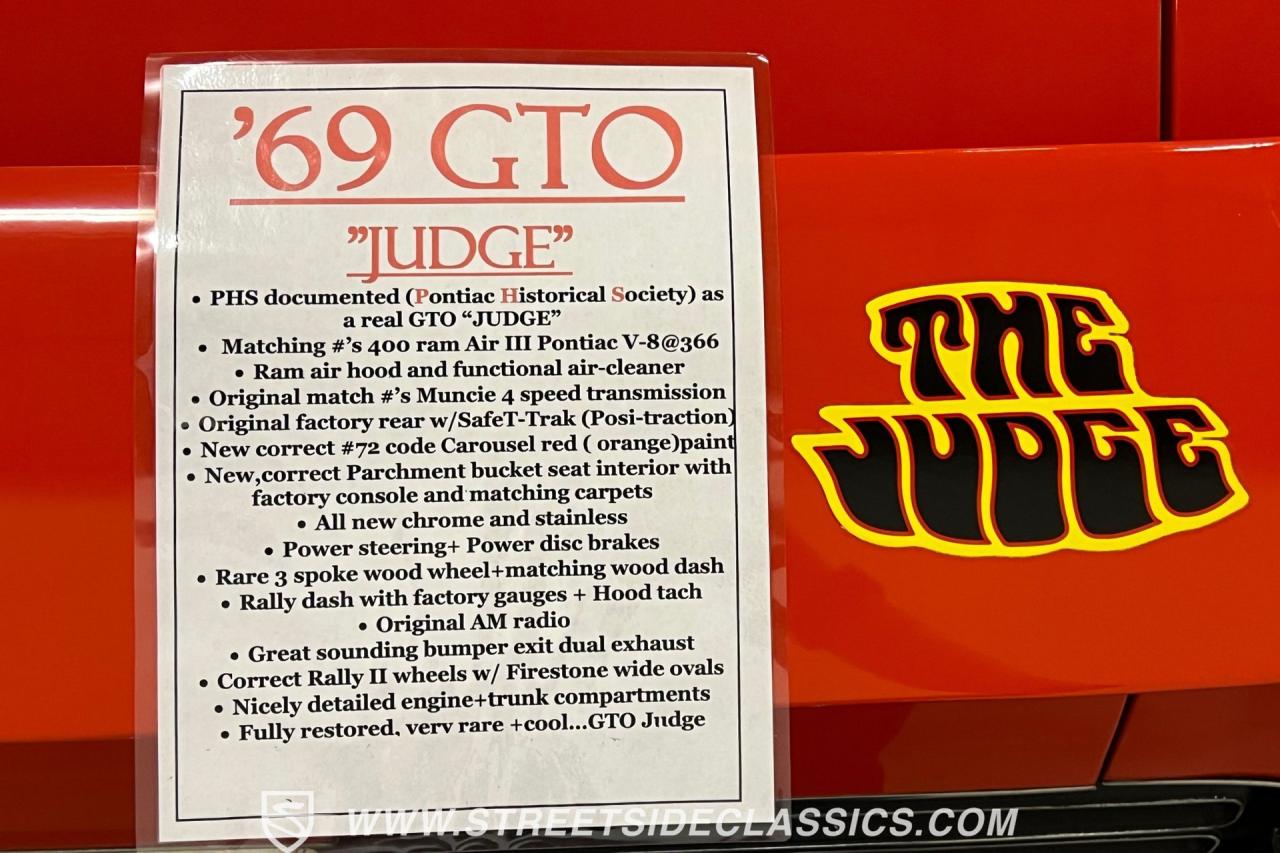 ’69 GTO
”JUDGE”
• PHS documented (Pontiac Historical Society) as
a real GTO “JUDGE”
• Matching #’s 400 ram Air III Pontiac V-8@366
• Ram air hood and functional air-cleaner
• Original match #’s Muncie 4 speed transmission
• Original factory rear w/SafeT-Trak (Posi-traction)
• New correct #72 code Carousel red ( orange)paint
• New,correct Parchment bucket seat interior with
factory console and matching carpets
• All new chrome and stainless
• Power steering+ Power disc brakes
• Rare 3 spoke wood wheel+matching wood dash
• Rally dash with factory gauges + Hood tach
• Original AM radio
• Great sounding bumper exit dual exhaust
• Correct Rally II wheels w/ Firestone wide ovals
• Nicely detailed engine+trunk compartments
• Fully restored, very rare +cool...GTO Judge
THE
JUDGE
WWW.STREETSIDECLASSICS.COM